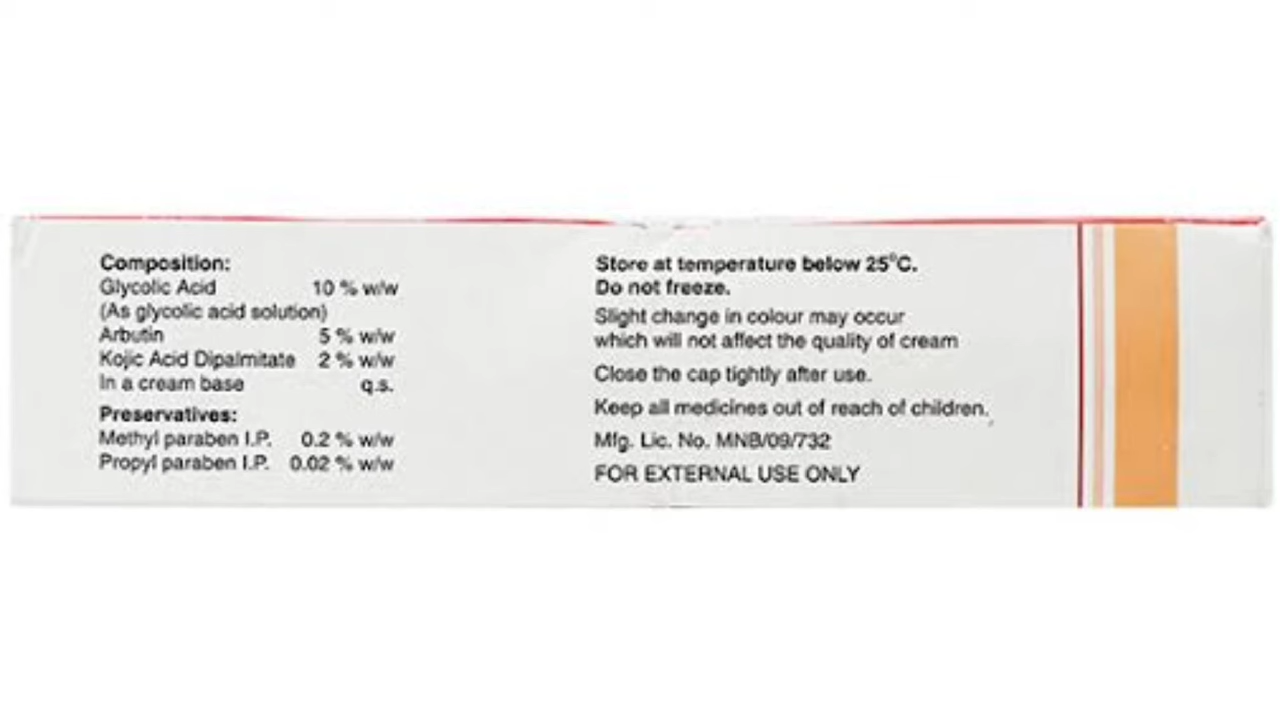 Composition:
Glycolic Acid 10 % w/w
(As glycolic acid solution)
Arbutin 5 % w/w
Kojic Acid Dipalmitate 2 % w/w
In a cream base q.s.
Preservatives:
Methyl paraben I.P. 0.2 % w/w
Propyl paraben I.P. 0.02 % w/w
Store at temperature below 25°C.
Do not freeze.
Slight change in colour may occur
which will not affect the quality of cream
Close the cap tightly after use.
Keep all medicines out of reach of children.
Mfg. Lic. No. MNB/09/732
FOR EXTERNAL USE ONLY